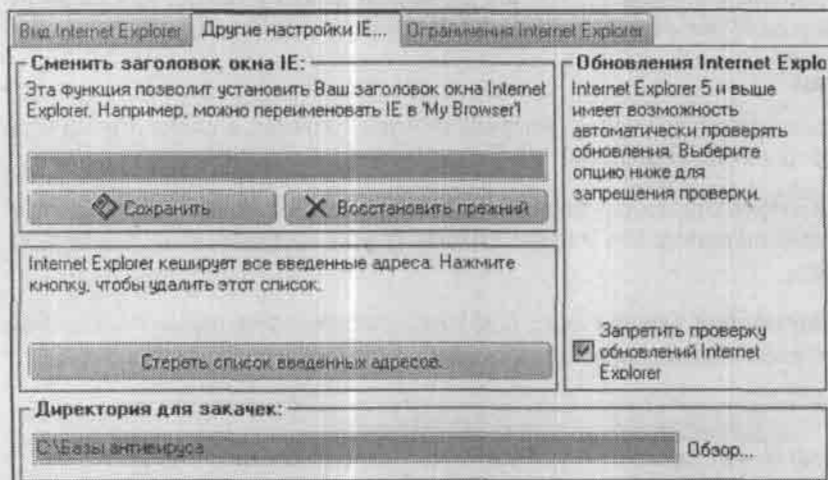 Вид Internet Explorer Другие настройки IE... Ограничения Internet Explorer
Сменить заголовок окна IE:
Эта функция позволит установить Ваш заголовок окна Internet
Explorer. Например, можно переименовать IE в 'My Browser'!
Сохранить
Восстановить прежний
Internet Explorer кеширует все введенные адреса. Нажмите
кнопку, чтобы удалить этот список.
Стереть список введенных адресов.
Обновления Internet Explo
Internet Explorer 5 и выше
имеет возможность
автоматически проверять
обновления. Выберите
опцию ниже для
запрещения проверки.
Запретить проверку
обновлений Internet
Explorer
Директория для закачек:
C:\Базы антивируса
Обзор...